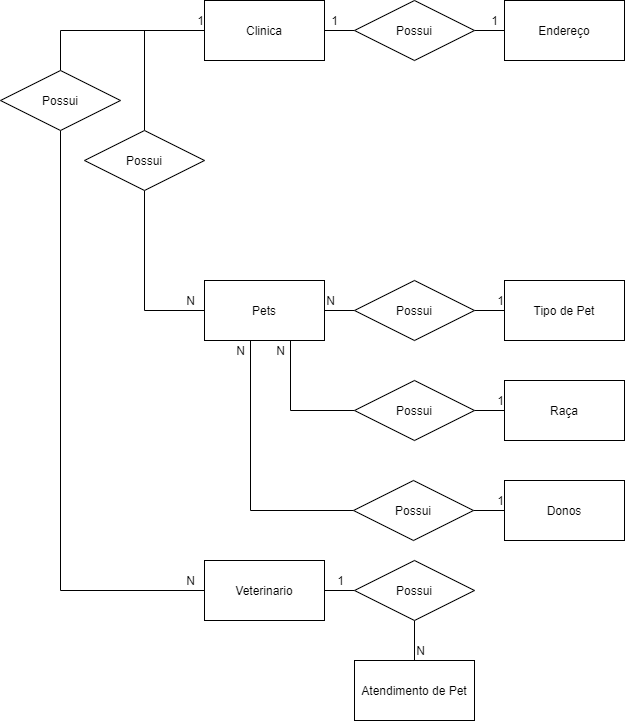 1 Clinica 1 Possui 1 Endereço
Possui
Possui
N Pets N Possui 1 Tipo de Pet
N N
Possui 1 Raça
Possui 1 Donos
N Veterinario 1 Possui
N
Atendimento de Pet